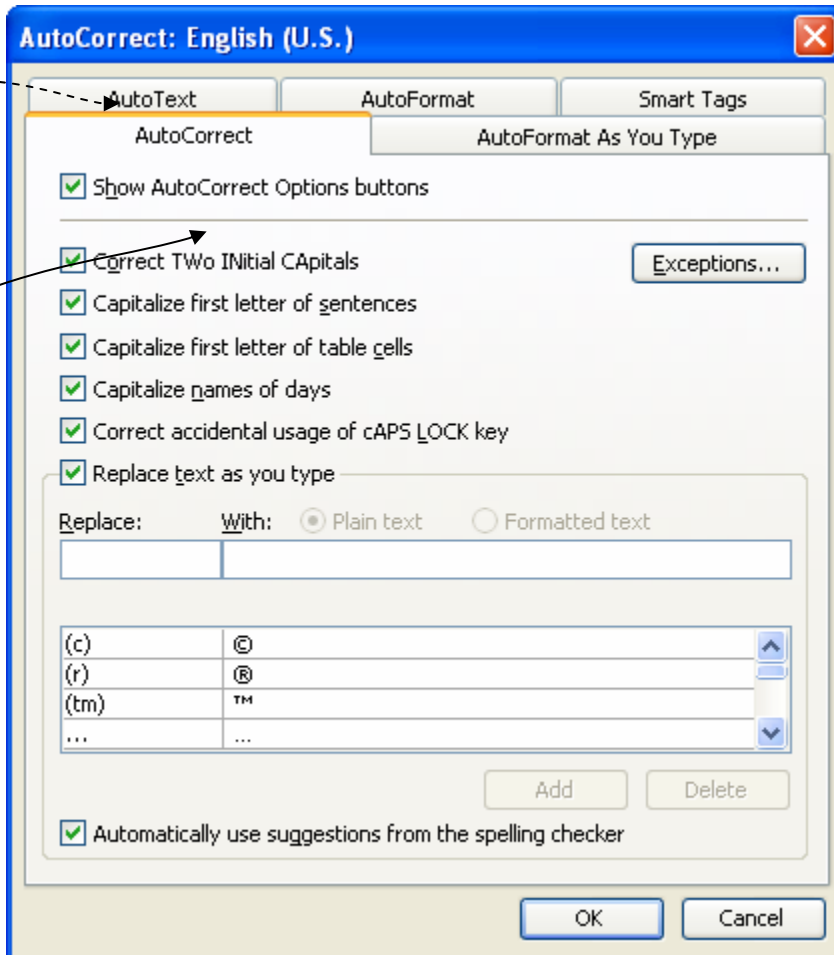 AutoCorrect: English (U.S.)
AutoText AutoFormat Smart Tags
AutoCorrect AutoFormat As You Type
Show AutoCorrect Options buttons
Correct TWo INitial CApitals Exceptions...
Capitalize first letter of sentences
Capitalize first letter of table cells
Capitalize names of days
Correct accidental usage of cAPS LOCK key
Replace text as you type
Replace: With: Plain text Formatted text
(c) ©
(r) ®
(tm) ™
... …
Add Delete
Automatically use suggestions from the spelling checker
OK Cancel